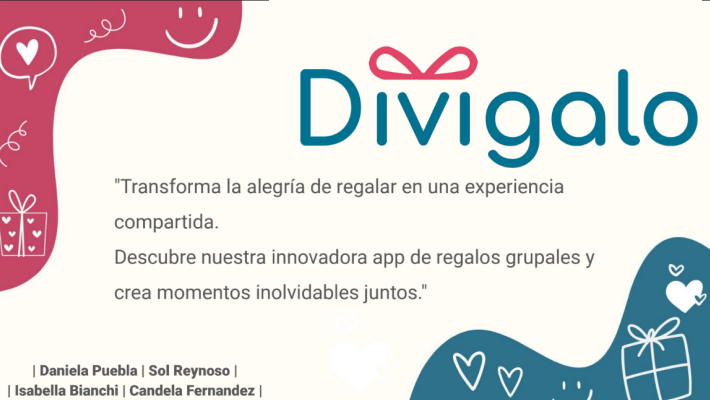 Divigalo
"Transforma la alegría de regalar en una experiencia
compartida.
Descubre nuestra innovadora app de regalos grupales y
crea momentos inolvidables juntos."
| Daniela Puebla | Sol Reynoso |
| Isabella Bianchi | Candela Fernandez |